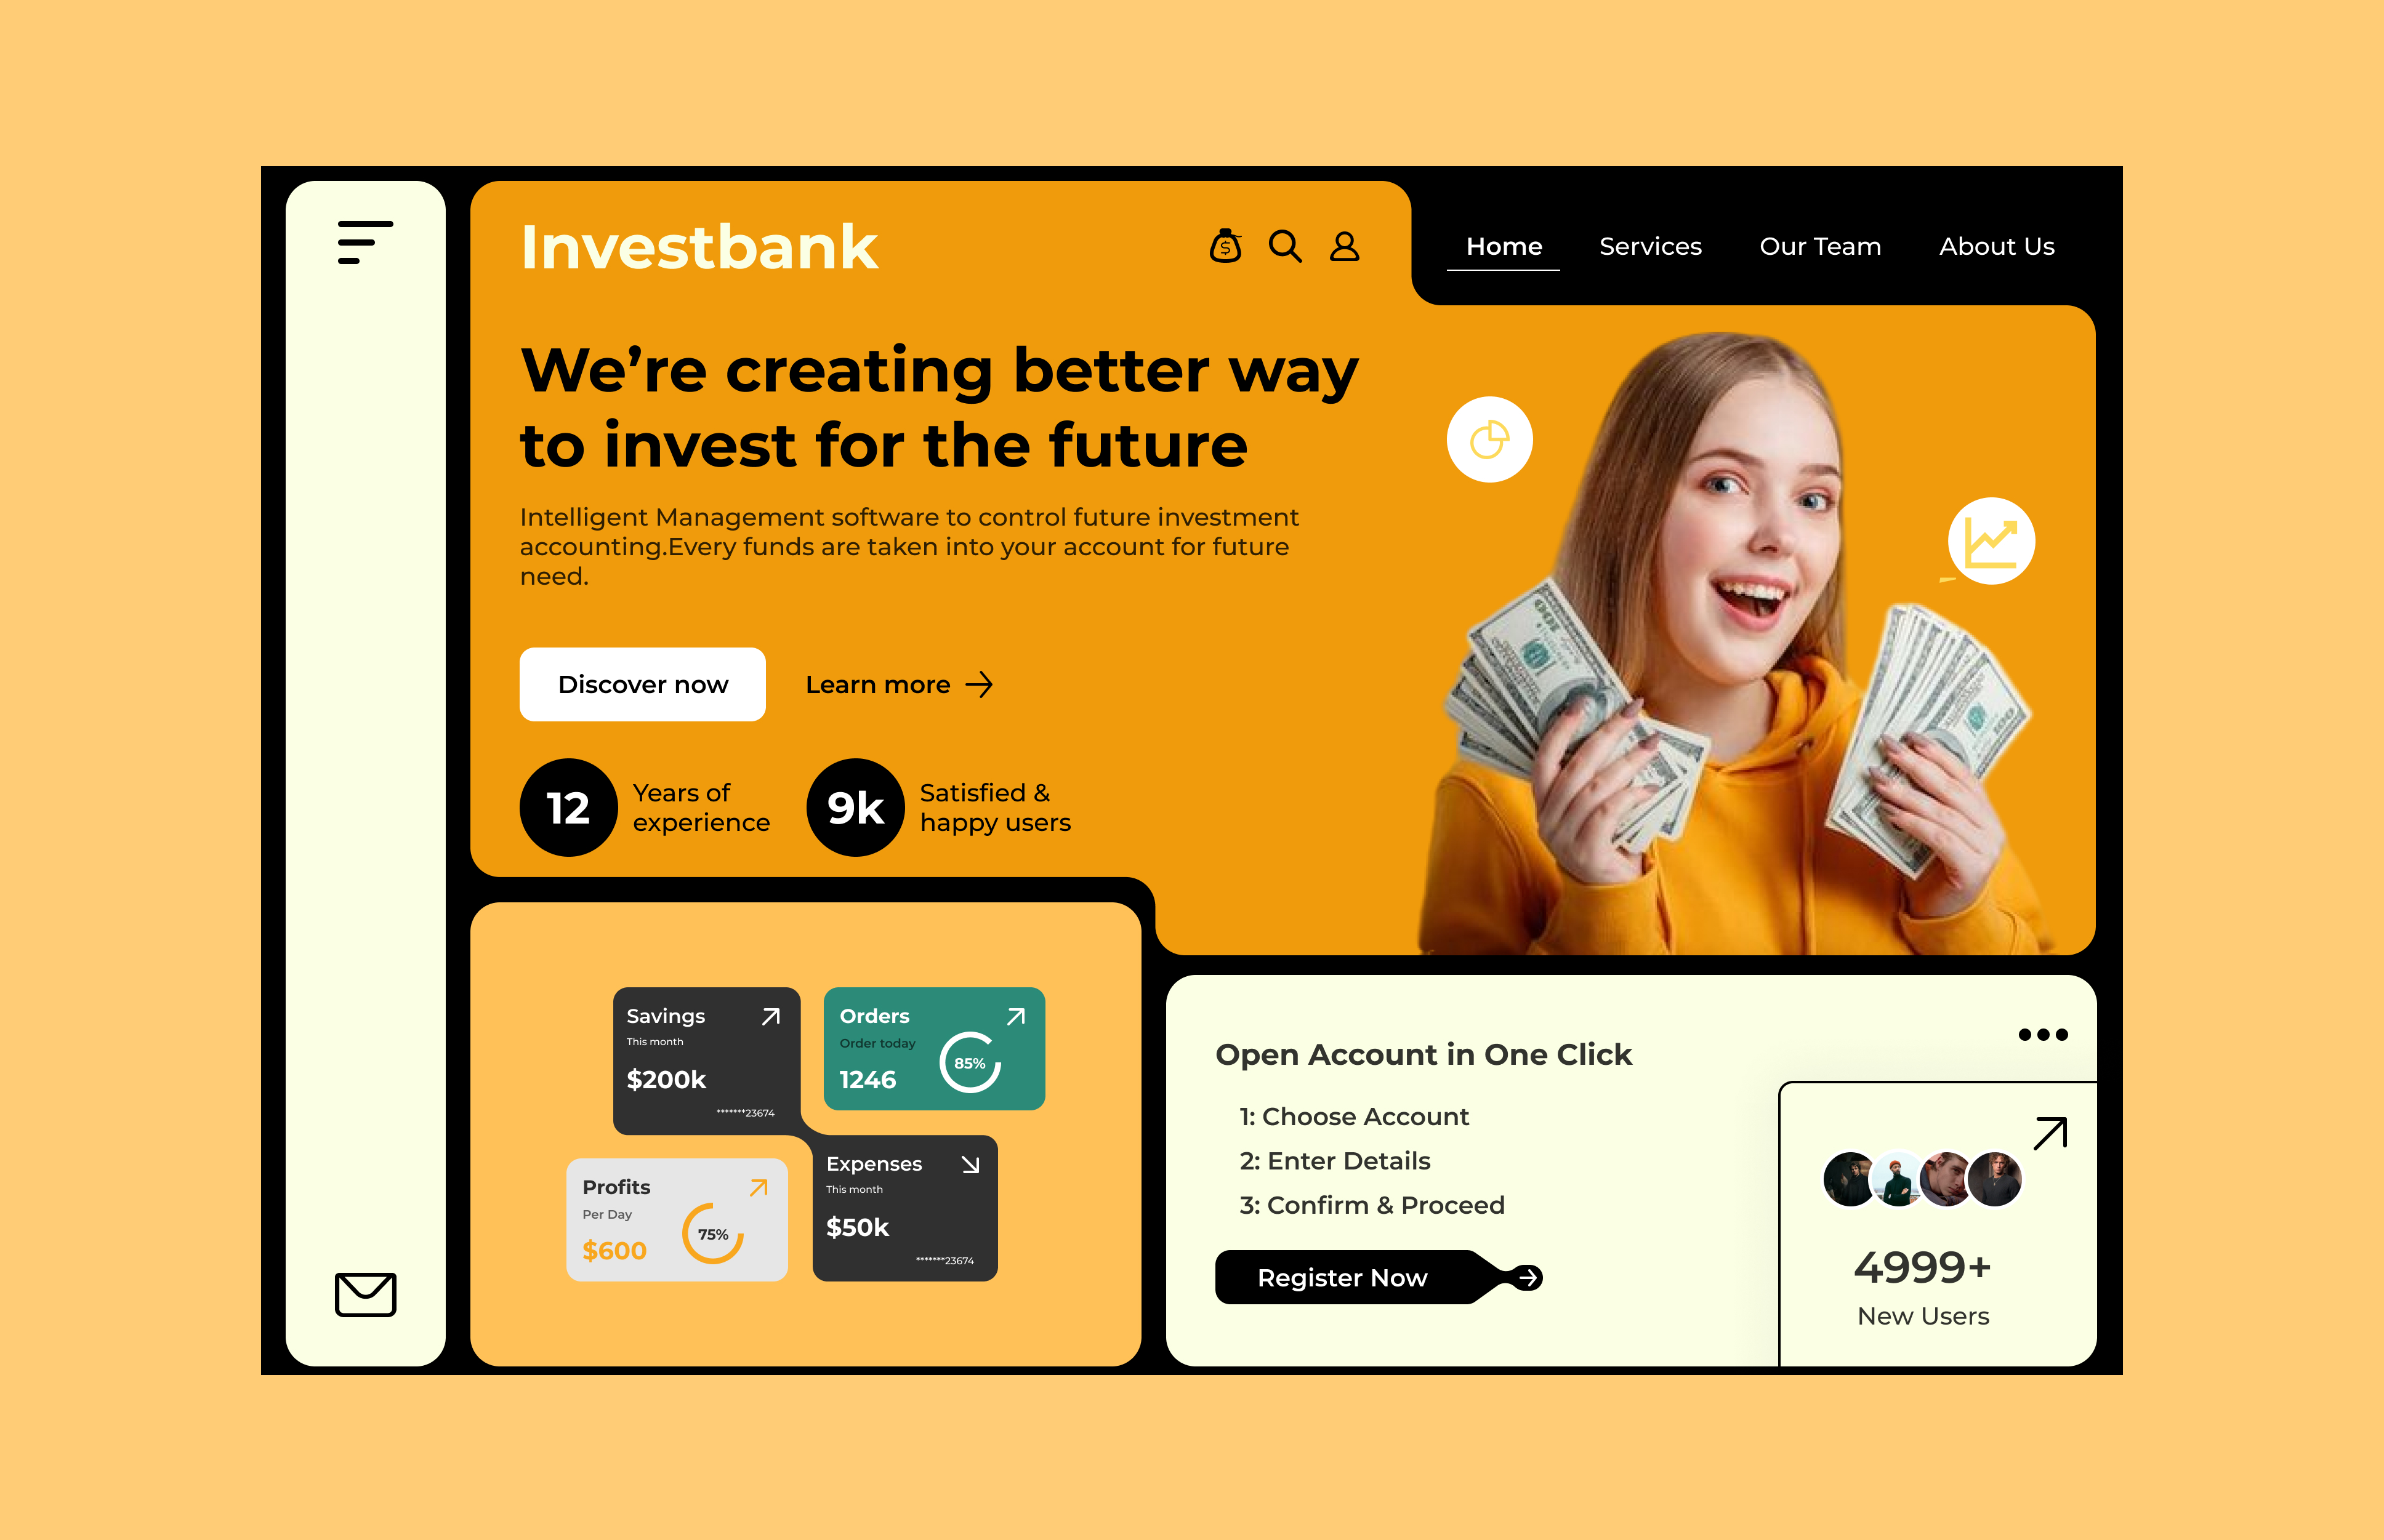 Investbank
Home
Services
Our Team
About Us
We’re creating better way
to invest for the future
Intelligent Management software to control future investment
accounting.Every funds are taken into your account for future
need.
Discover now
Learn more
12
Years of
experience
9k
Satisfied &
happy users
Savings
This month
$200k
*******23674
Orders
Order today
1246
85%
Profits
Per Day
$600
75%
Expenses
This month
$50k
*******23674
Open Account in One Click
1: Choose Account
2: Enter Details
3: Confirm & Proceed
Register Now
4999+
New Users